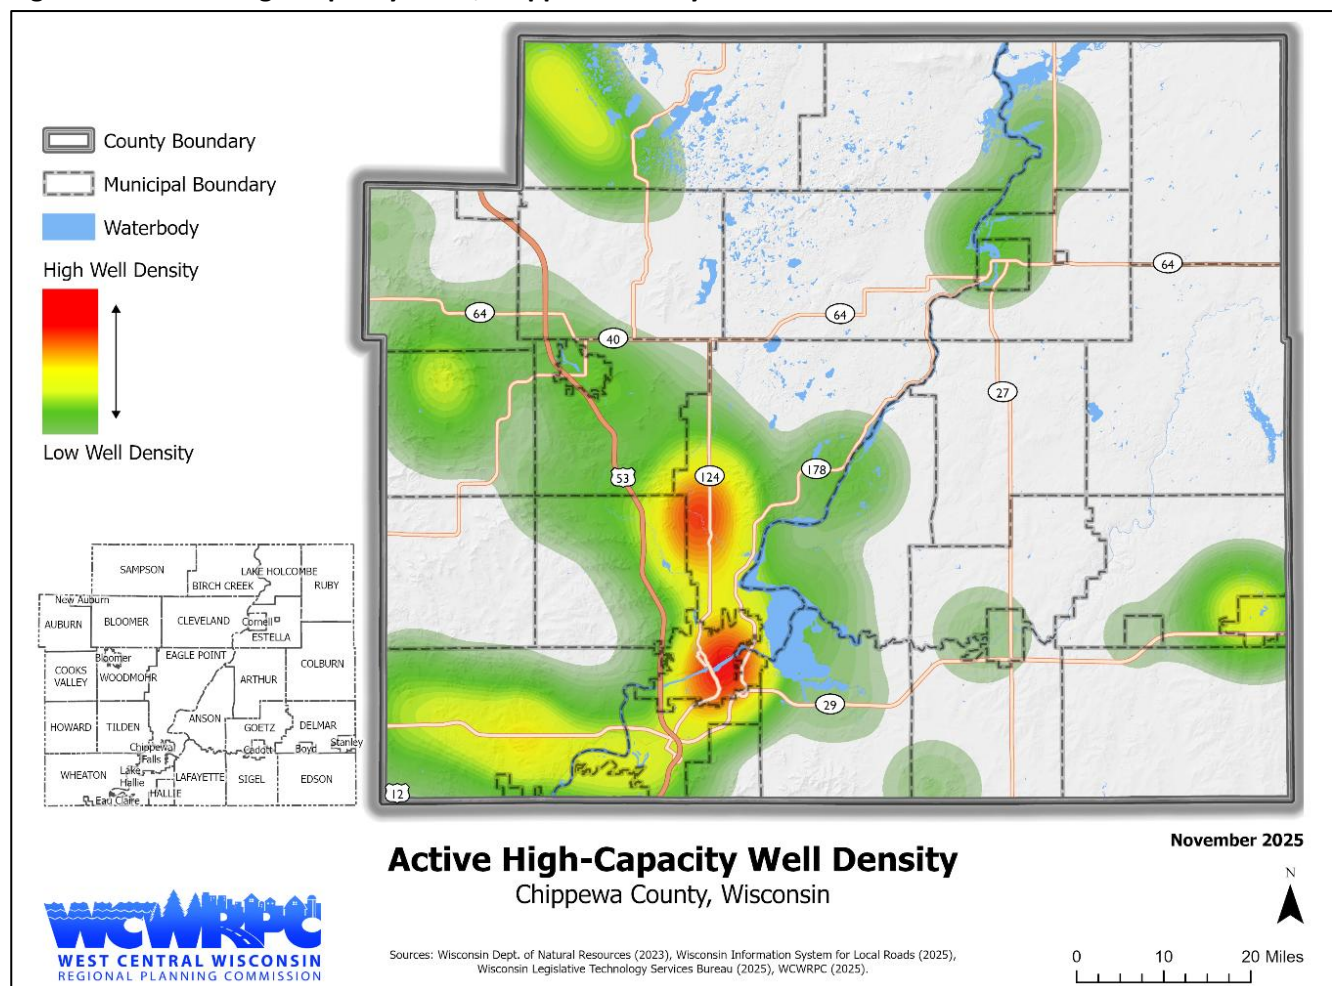 County Boundary
Municipal Boundary
Waterbody
High Well Density
Low Well Density
64
64
64
40
27
53
124
178
29
12
SAMPSON
LAKE HOLCOMBE
BIRCH CREEK
RUBY
New Auburn
AUBURN
BLOOMER
CLEVELAND
Cornell
ESTELLA
Bloomer
EAGLE POINT
COOKS
VALLEY
WOODMOHR
COLBURN
ARTHUR
HOWARD
TILDEN
ANSON
GOETZ
DELMAR
Chippewa
Falls
Cadott
Boyd
Stanley
WHEATON
Lake
Hallie
LAFAYETTE
SIGEL
EDSON
HALLIE
Eau Claire
November 2025
Active High-Capacity Well Density
Chippewa County, Wisconsin
N
WCWRPC
WEST CENTRAL WISCONSIN
REGIONAL PLANNING COMMISSION
Sources: Wisconsin Dept. of Natural Resources (2023), Wisconsin Information System for Local Roads (2025),
Wisconsin Legislative Technology Services Bureau (2025), WCWRPC (2025).
0 10 20 Miles